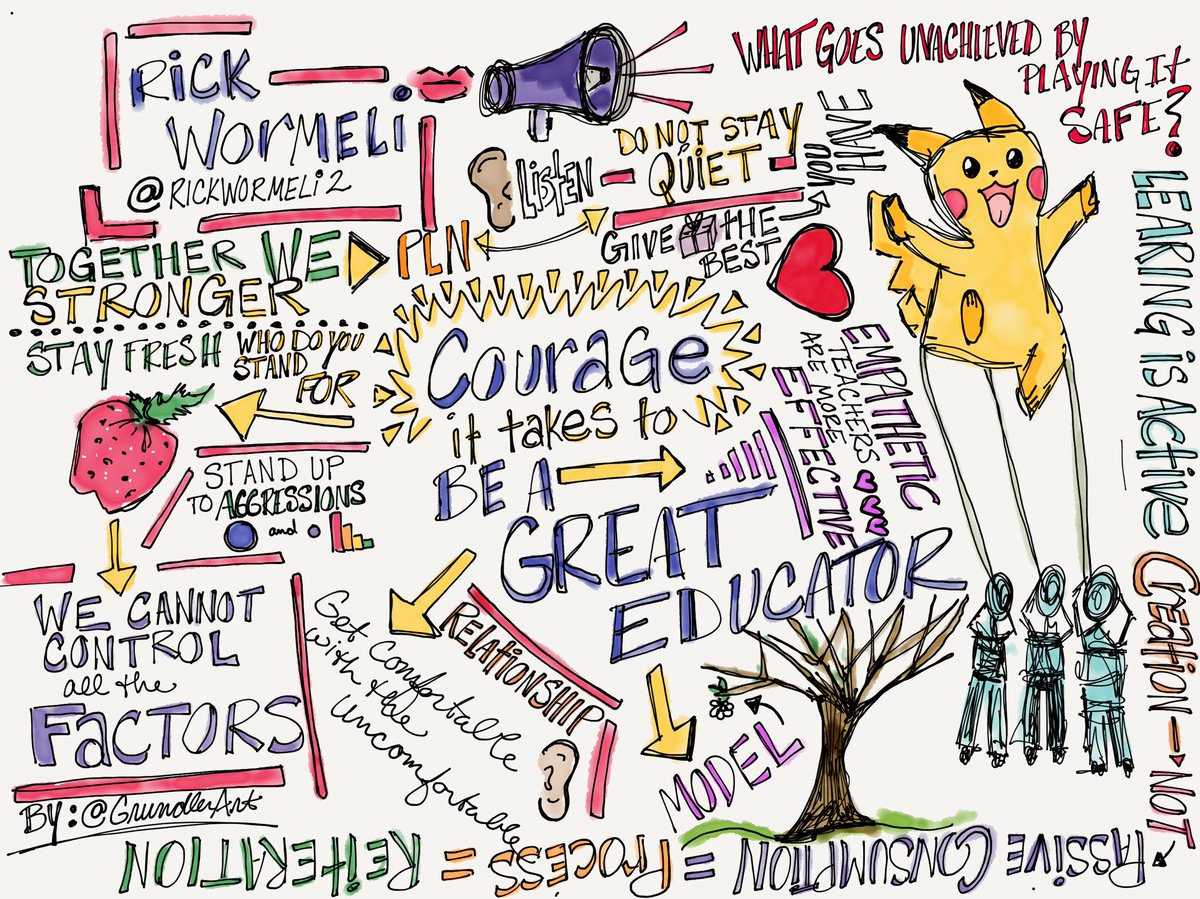 RiCK
WORMELi
@RICKWORMELi2
WHAT GOES UNACHIEVED BY
PLAYING It
SAFE?
LiStEN
DO NOT STAY
QUiET
GIVE THE
BEST
YOU
HAVE
TOGETHER WE
STRONGER
PLN
STAY FRESH
WHO DO YOU
STAND
FOR
Courage
it takes to
BE A
GREAT
EDUCATOR
EMPATHETIC
TEACHERS
ARE MORE
EFFECTIVE
STAND UP
TO AGGRESSIONS
and
WE CANNOT
CONTROL
all the
FACTORS
Get comfortable
with the
uncomfortable
RELATIONSHIP
MODEL
LEARING iS ACtiVE
CReatioN → NOT
PASSiVE CONSUMPTION = PROCESS = REITERATION
BY: @GrundlerArt